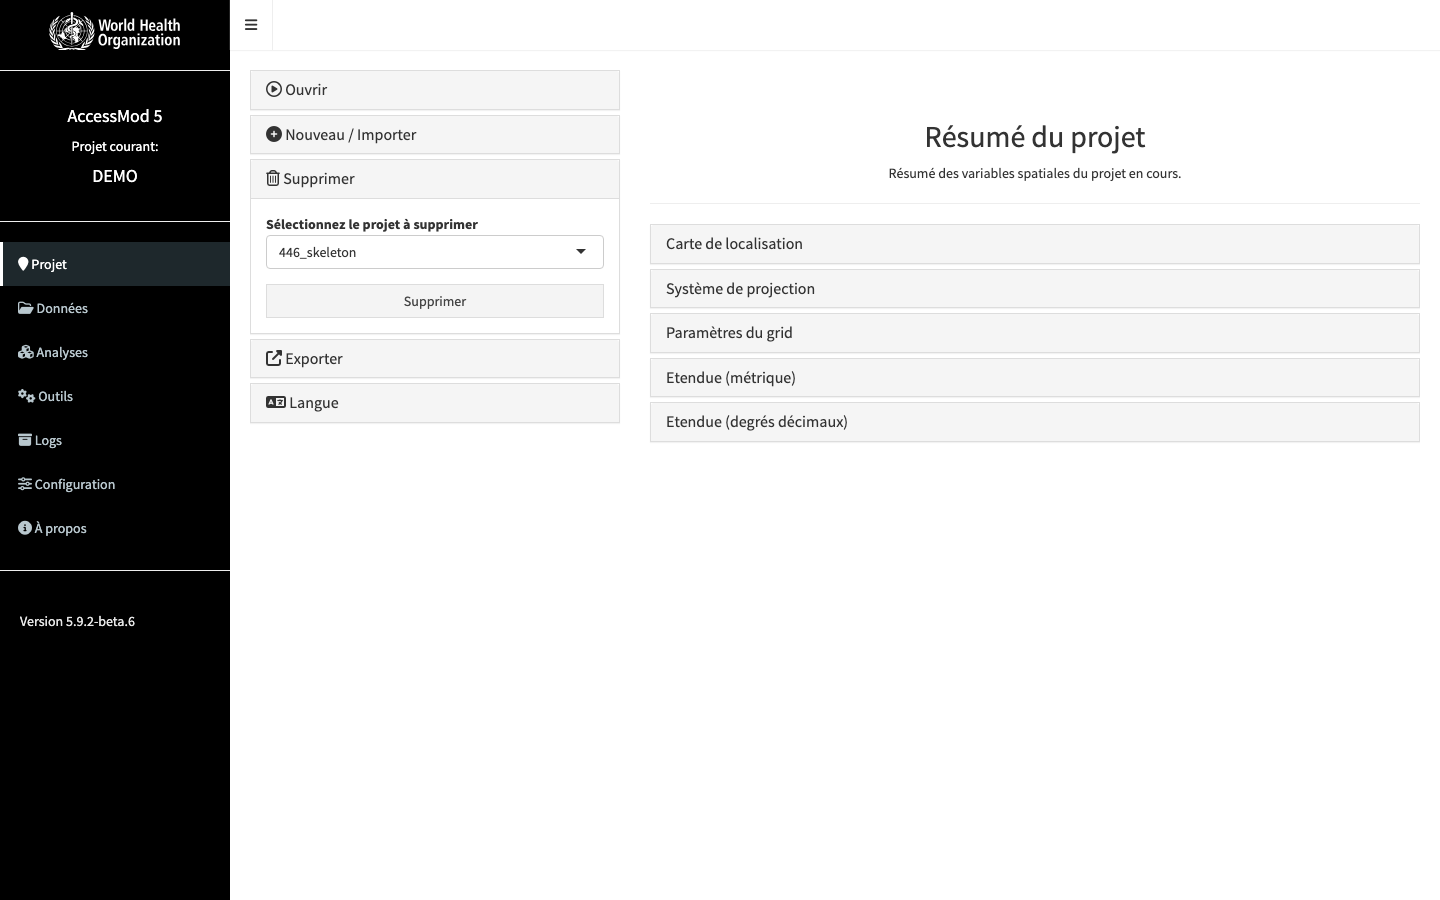 World Health
Organization
AccessMod 5
Projet courant:
DEMO
Projet
Données
Analyses
Outils
Logs
Configuration
À propos
Version 5.9.2-beta.6
Ouvrir
Nouveau / Importer
Supprimer
Sélectionnez le projet à supprimer
446_skeleton
Supprimer
Exporter
Langue
Résumé du projet
Résumé des variables spatiales du projet en cours.
Carte de localisation
Système de projection
Paramètres du grid
Etendue (métrique)
Etendue (degrés décimaux)